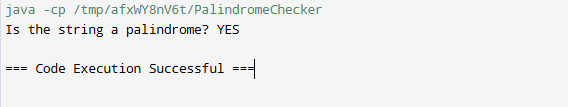 java -cp /tmp/afxWY8nV6t/PalindromeChecker
Is the string a palindrome? YES
=== Code Execution Successful ===